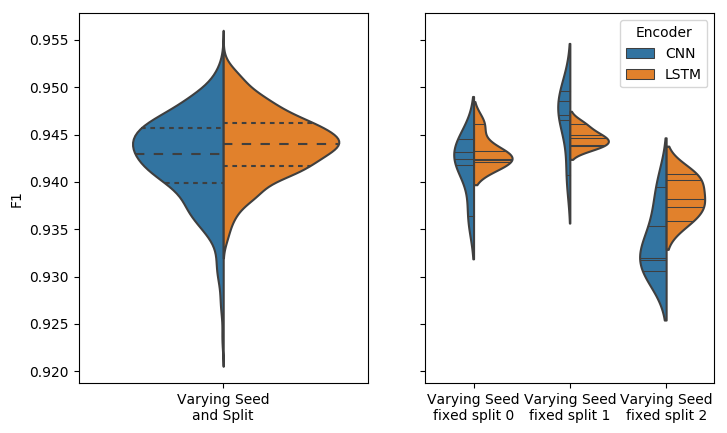 F1
0.955
0.950
0.945
0.940
0.935
0.930
0.925
0.920
Varying Seed
and Split
Encoder
CNN
LSTM
Varying Seed
fixed split 0
Varying Seed
fixed split 1
Varying Seed
fixed split 2